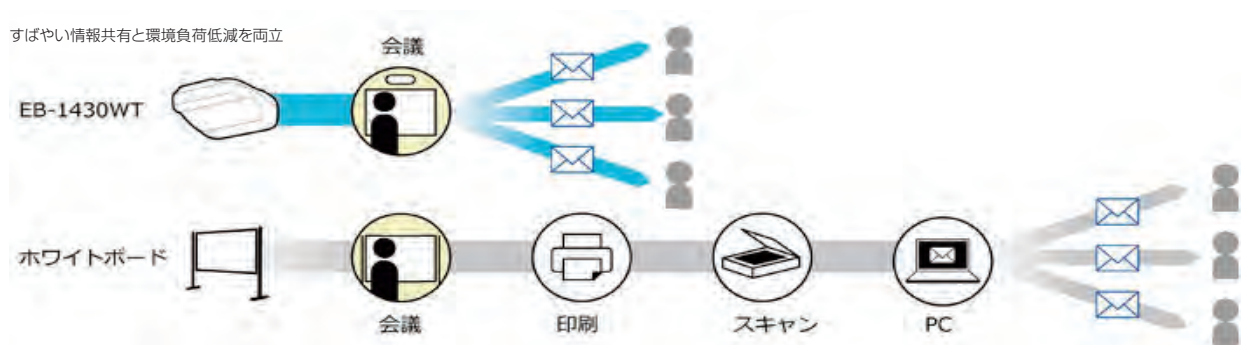 すばやい情報共有と環境負荷低減を両立
会議
EB-1430WT
ホワイトボード
会議
印刷
スキャン
PC